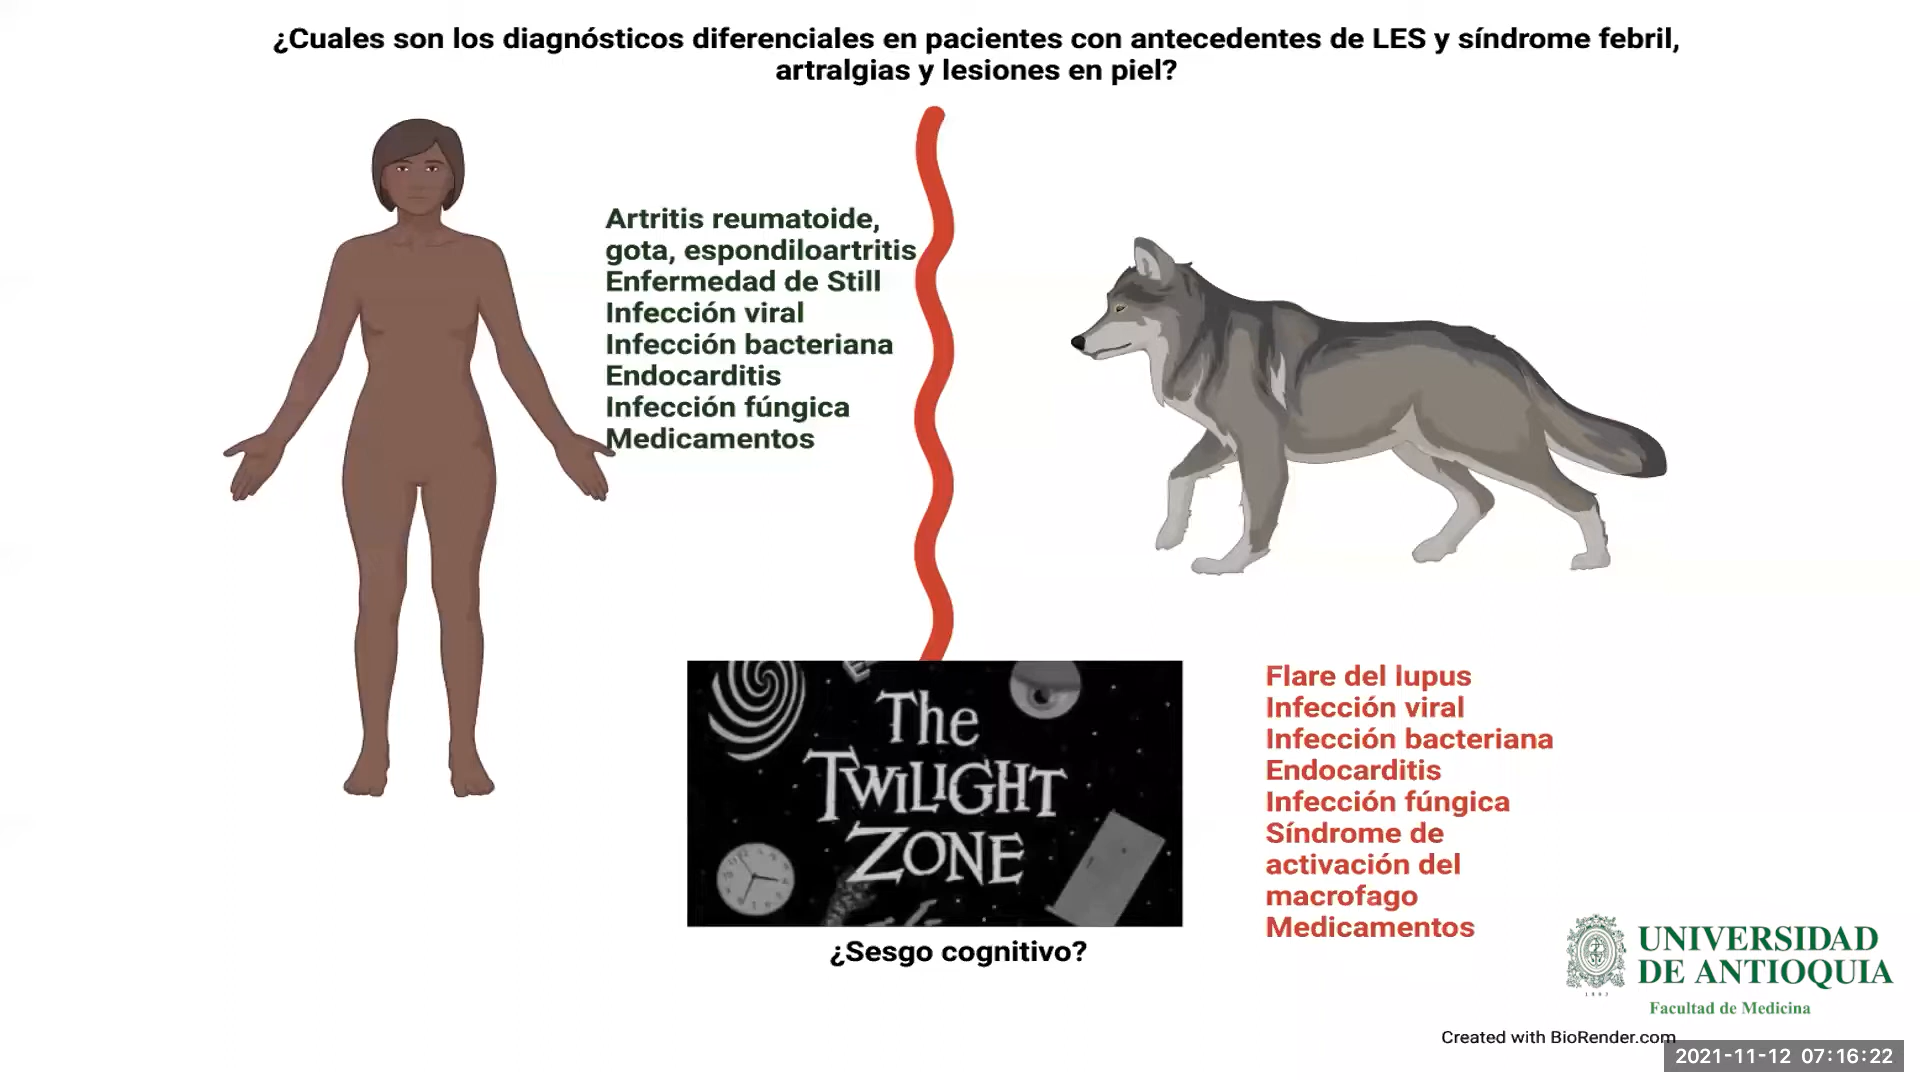 ¿Cuales son los diagnósticos diferenciales en pacientes con antecedentes de LES y síndrome febril,
artralgias y lesiones en piel?
Artritis reumatoide,
gota, espondiloartritis
Enfermedad de Still
Infección viral
Infección bacteriana
Endocarditis
Infección fúngica
Medicamentos
The
TWILIGHT
ZONE
¿Sesgo cognitivo?
Flare del lupus
Infección viral
Infección bacteriana
Endocarditis
Infección fúngica
Síndrome de
activación del
macrofago
Medicamentos
UNIVERSIDAD
DE ANTIOQUIA
1803
Facultad de Medicina
Created with BioRender.com
2021-11-12 07:16:22